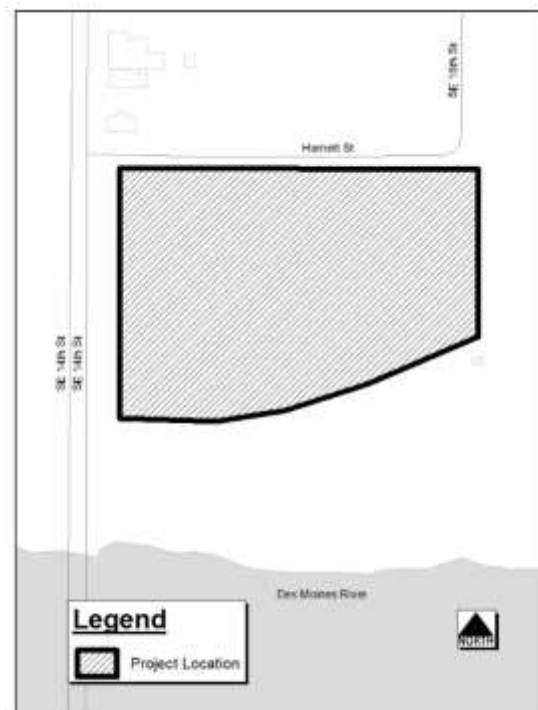 SE 15th St
Harriett St
SE 14th St
SE 14th St
Des Moines River
Legend
Project Location
NORTH